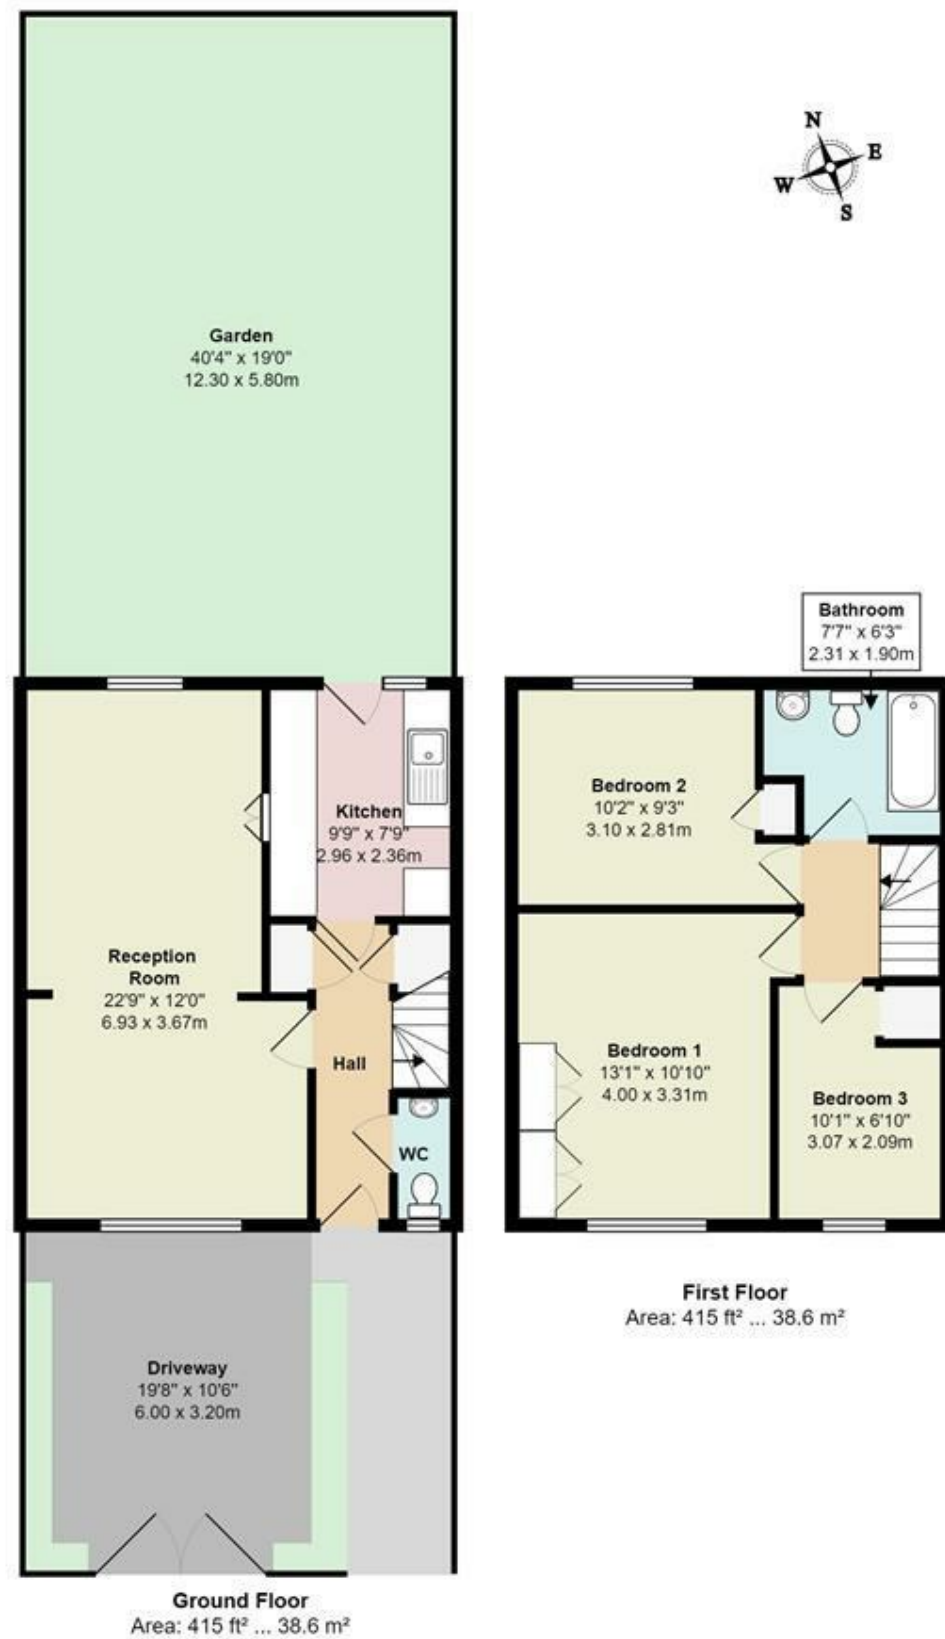 N
E
W
S
Garden
40'4" x 19'0"
12.30 x 5.80m
Bathroom
7'7" x 6'3"
2.31 x 1.90m
Kitchen
9'9" x 7'9"
2.96 x 2.36m
Bedroom 2
10'2" x 9'3"
3.10 x 2.81m
Reception
Room
22'9" x 12'0"
6.93 x 3.67m
Hall
WC
Bedroom 1
13'1" x 10'10"
4.00 x 3.31m
Bedroom 3
10'1" x 6'10"
3.07 x 2.09m
First Floor
Area: 415 ft² ... 38.6 m²
Driveway
19'8" x 10'6"
6.00 x 3.20m
Ground Floor
Area: 415 ft² ... 38.6 m²